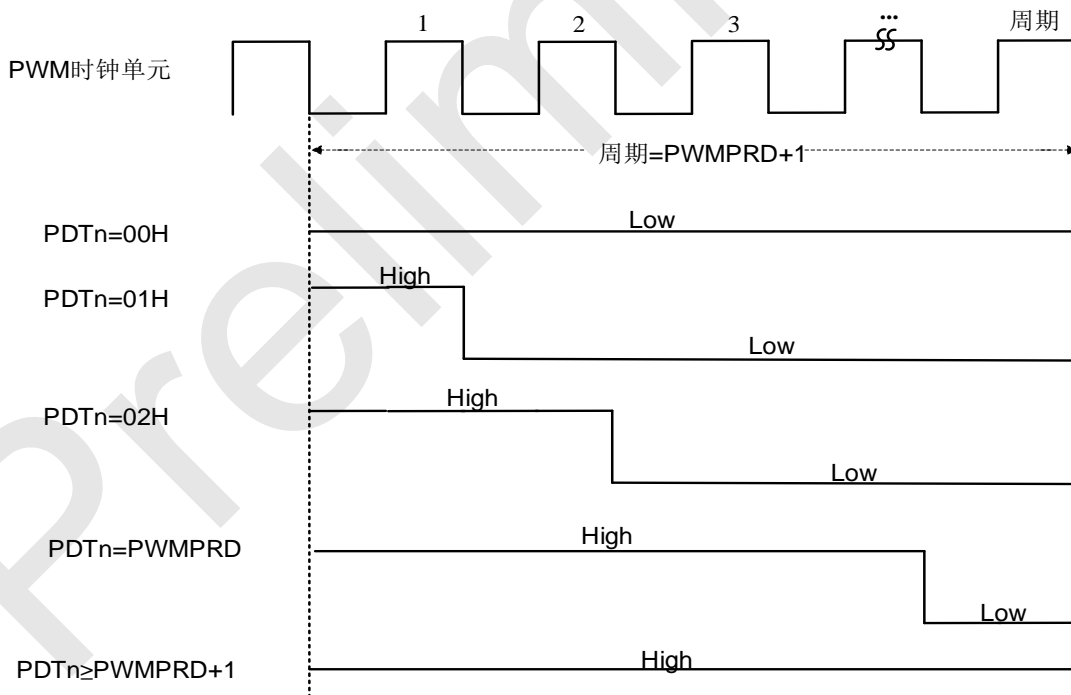 1 2 3 ... 周期
PWM时钟单元
周期=PWMPRD+1
PDTn=00H Low
High
PDTn=01H
Low
PDTn=02H High
Low
PDTn=PWMPRD High
Low
PDTn≥PWMPRD+1 High
Prelim